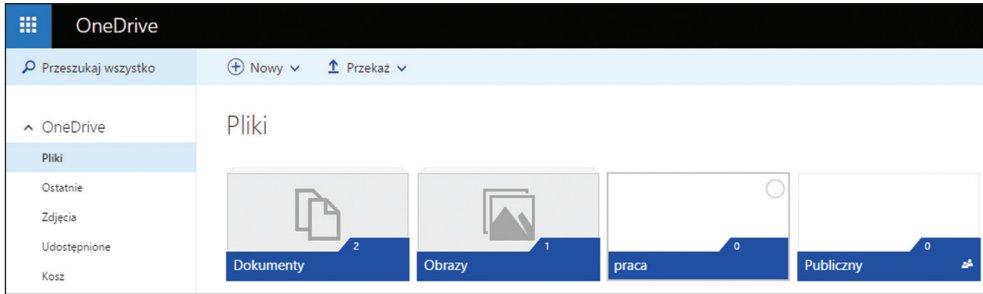 OneDrive
Przeszukaj wszystko
Nowy
Przekaż
OneDrive
Pliki
Ostatnie
Zdjęcia
Udostępnione
Kosz
Pliki
2
Dokumenty
1
Obrazy
0
praca
0
Publiczny